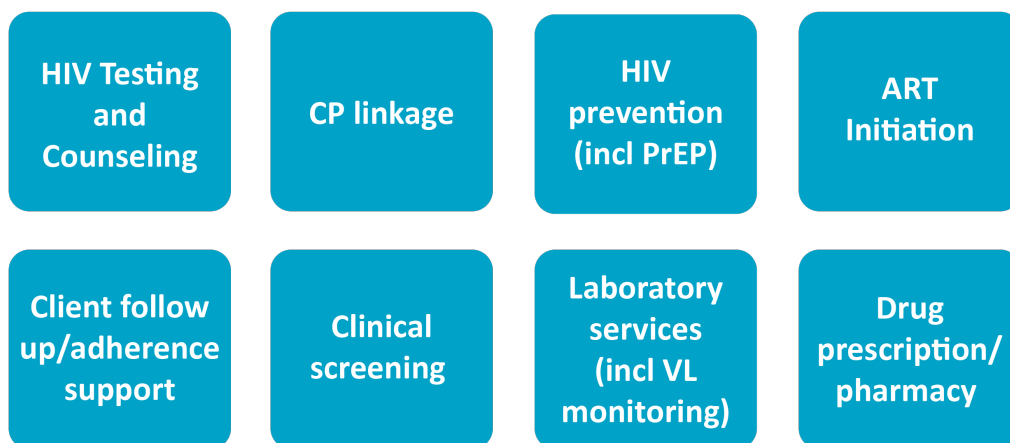 HIV Testing
and
Counseling
CP linkage
HIV
prevention
(incl PrEP)
ART
Initiation
Client follow
up/adherence
support
Clinical
screening
Laboratory
services
(incl VL
monitoring)
Drug
prescription/
pharmacy